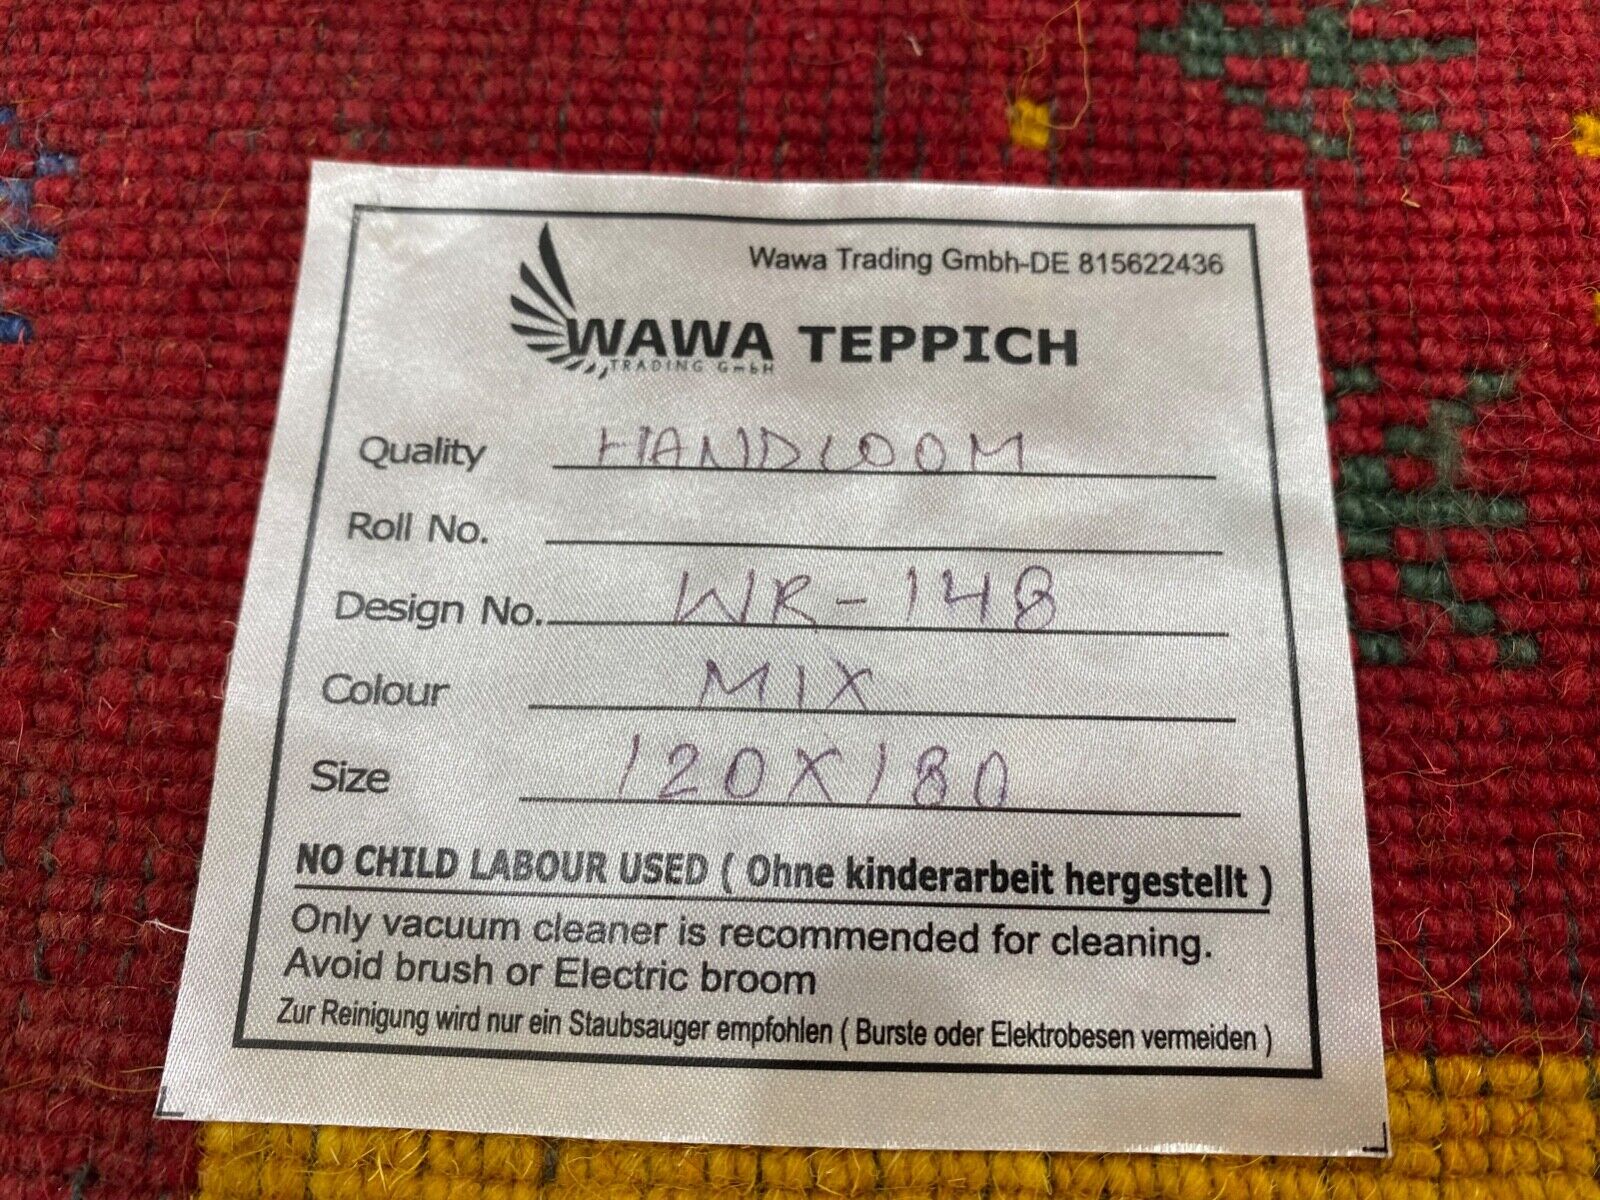 Wawa Trading Gmbh-DE 815622436
WAWA TEPPICH
TRADING GmbH
Quality HANDLOOM
Roll No.
Design No. WR-148
Colour MIX
Size 120X180
NO CHILD LABOUR USED ( Ohne kinderarbeit hergestellt )
Only vacuum cleaner is recommended for cleaning.
Avoid brush or Electric broom
Zur Reinigung wird nur ein Staubsauger empfohlen ( Burste oder Elektrobesen vermeiden )